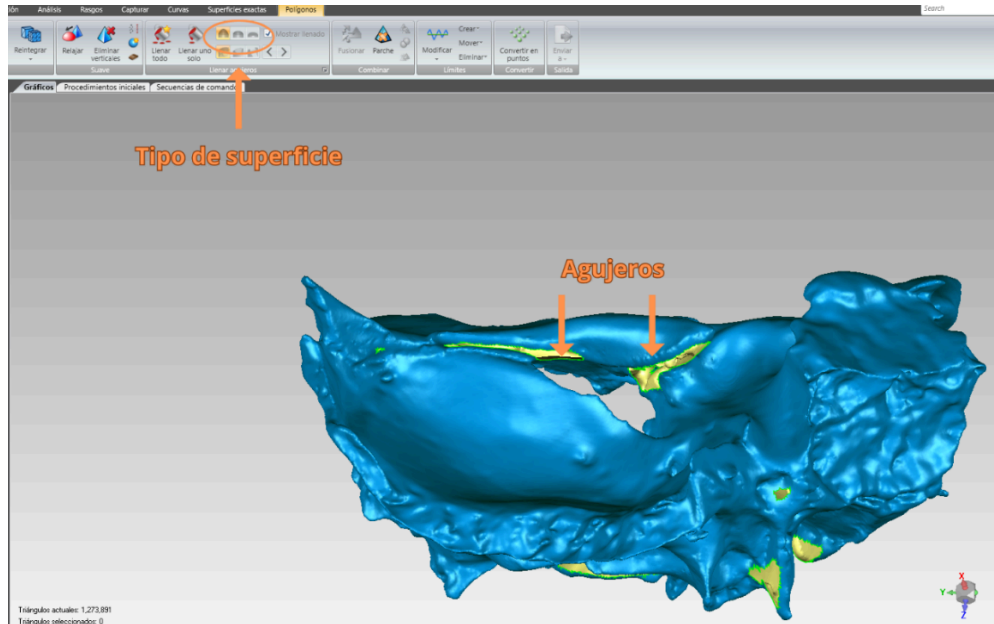 ión Análisis Rasgos Capturar Curvas Superficies exactas Polígonos
Search
Reintegrar Relajar Eliminar verticales Llenar todo Llenar uno solo Mostrar llenado Fusionar Parche Modificar Crear Mover Eliminar Convertir en puntos Enviar a
Suave Llenar Combinar Límites Convertir Salida
Gráficos Procedimientos iniciales Secuencias de comando
Tipo de superficie
Agujeros
X
Y
Z
Triángulos actuales: 1,273,891
Triángulos seleccionados: 0